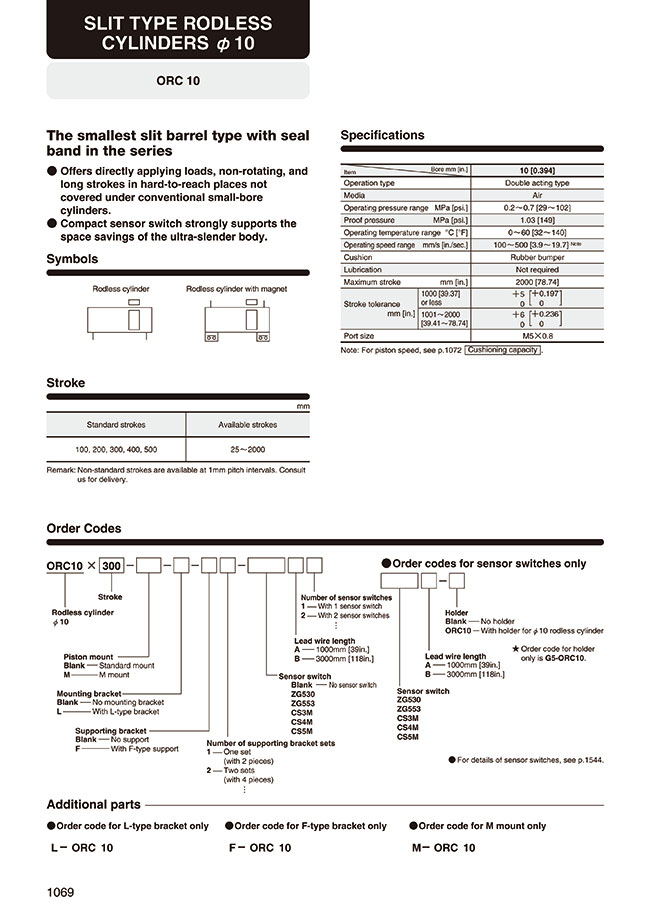 SLIT TYPE RODLESS
CYLINDERS φ 10
ORC 10
The smallest slit barrel type with seal
band in the series
● Offers directly applying loads, non-rotating, and
long strokes in hard-to-reach places not
covered under conventional small-bore
cylinders.
● Compact sensor switch strongly supports the
space savings of the ultra-slender body.
Symbols
Rodless cylinder Rodless cylinder with magnet
Stroke
mm
Standard strokes Available strokes
100, 200, 300, 400, 500 25～2000
Remark: Non-standard strokes are available at 1mm pitch intervals. Consult
us for delivery.
Specifications
Item Bore mm [in.] 10 [0.394]
Operation type Double acting type
Media Air
Operating pressure range MPa [psi.] 0.2～0.7 [29～102]
Proof pressure MPa [psi.] 1.03 [149]
Operating temperature range °C [°F] 0～60 [32～140]
Operating speed range mm/s [in./sec.] 100～500 [3.9～19.7] Note
Cushion Rubber bumper
Lubrication Not required
Maximum stroke mm [in.] 2000 [78.74]
Stroke tolerance mm [in.]
1000 [39.37] or less +5 0 [+0.197 0]
1001～2000 [39.41～78.74] +6 0 [+0.236 0]
Port size M5×0.8
Note: For piston speed, see p.1072 Cushioning capacity.
Order Codes
ORC10 × 300 － － － －
Stroke
Rodless cylinder
φ 10
Piston mount
Blank — Standard mount
M — M mount
Mounting bracket
Blank — No mounting bracket
L — With L-type bracket
Supporting bracket
Blank — No support
F — With F-type support
Number of supporting bracket sets
1 — One set
(with 2 pieces)
2 — Two sets
(with 4 pieces)
⋮
Sensor switch
Blank — No sensor switch
ZG530
ZG553
CS3M
CS4M
CS5M
Lead wire length
A — 1000mm [39in.]
B — 3000mm [118in.]
Number of sensor switches
1 — With 1 sensor switch
2 — With 2 sensor switches
⋮
● Order codes for sensor switches only
－
Holder
Blank — No holder
ORC10 — With holder for φ10 rodless cylinder
★ Order code for holder
only is G5-ORC10.
Lead wire length
A — 1000mm [39in.]
B — 3000mm [118in.]
Sensor switch
ZG530
ZG553
CS3M
CS4M
CS5M
● For details of sensor switches, see p.1544.
Additional parts
● Order code for L-type bracket only ● Order code for F-type bracket only ● Order code for M mount only
L－ ORC 10 F－ ORC 10 M－ ORC 10
1069